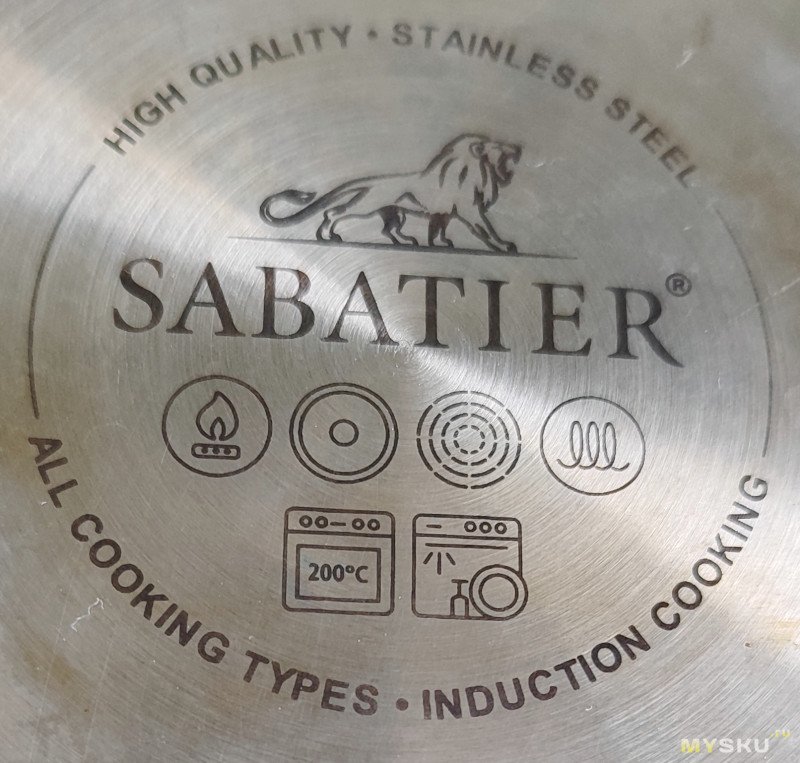 HIGH QUALITY • STAINLESS STEEL
SABATIER®
200°C
ALL COOKING TYPES • INDUCTION COOKING
MYSKU.ru